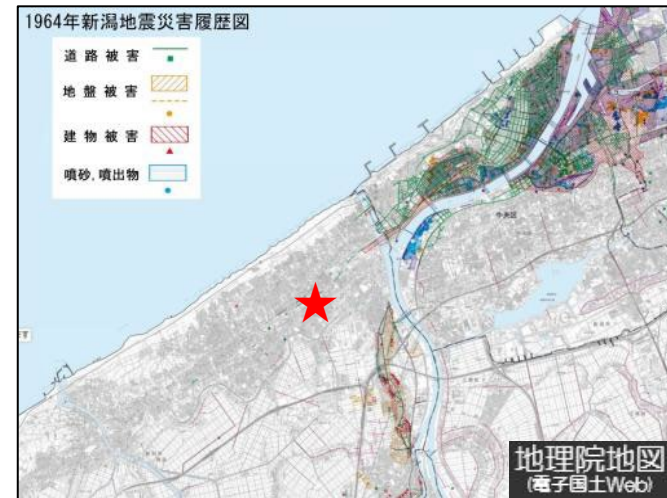 1964年新潟地震災害履歴図
道路被害
地盤被害
建物被害
噴砂,噴出物
中央区
地理院地図
(電子国土Web)